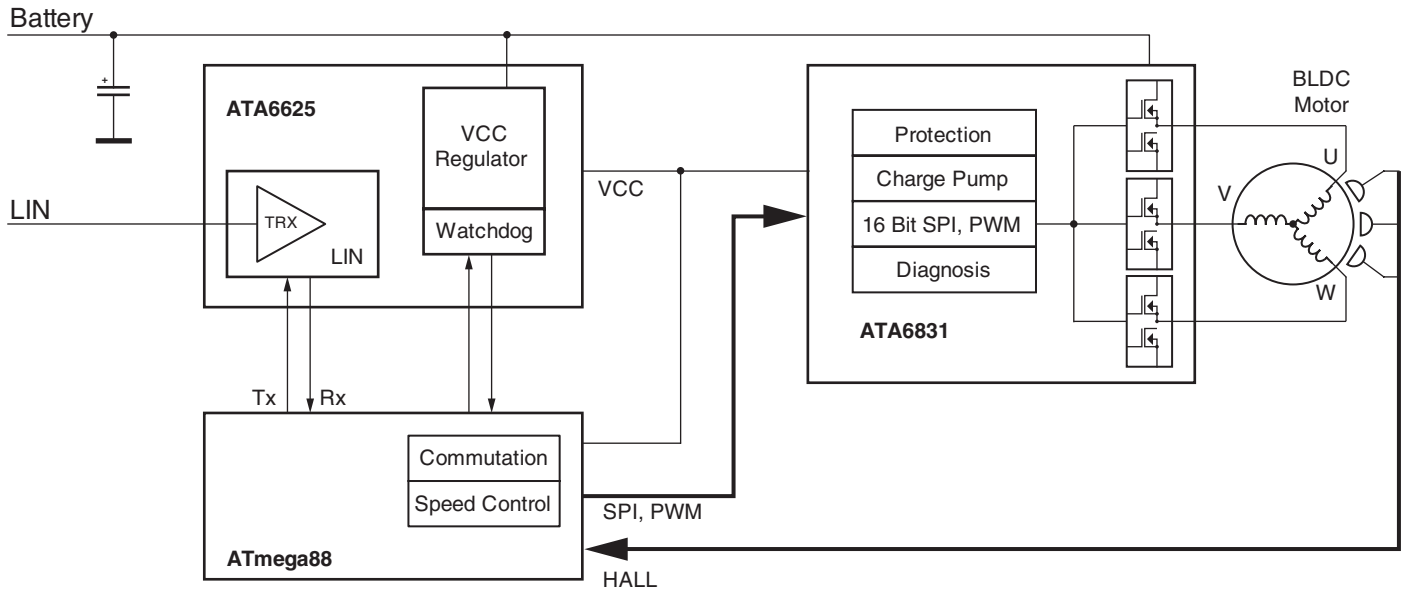 Battery
+
ATA6625
VCC
Regulator
Watchdog
TRX
LIN
LIN
VCC
Protection
Charge Pump
16 Bit SPI, PWM
Diagnosis
ATA6831
BLDC
Motor
U
V
W
Tx
Rx
Commutation
Speed Control
ATmega88
SPI, PWM
HALL